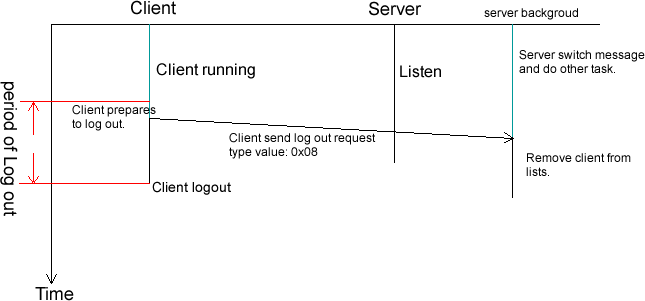 Client
Server
server backgroud
Client running
Listen
Server switch message
and do other task.
period of Log out
Client prepares
to log out.
Client send log out request
type value: 0x08
Remove client from
lists.
Client logout
Time